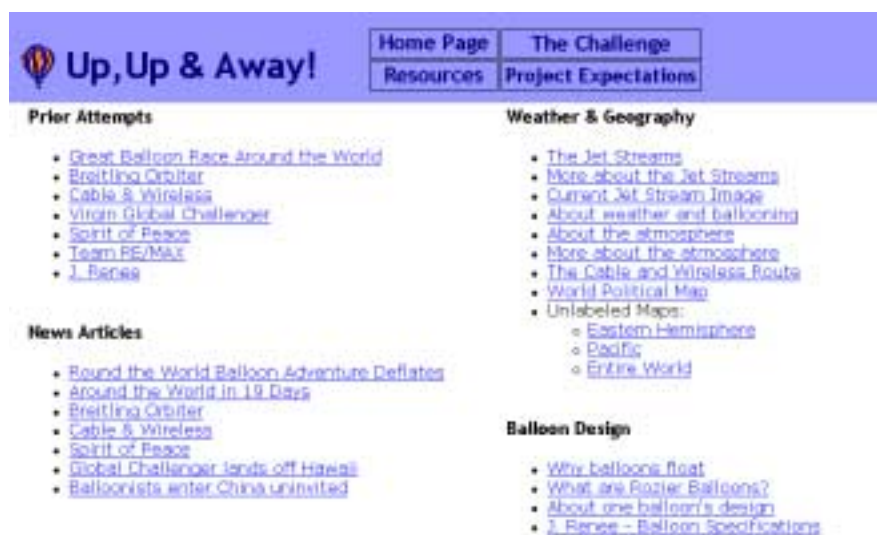 Up, Up & Away!
Home Page
The Challenge
Resources
Project Expectations
Prior Attempts
Great Balloon Race Around the World
Breitling Orbiter
Cable & Wireless
Virgin Global Challenger
Spirit of Peace
Team RE/MAX
J. Renee
News Articles
Round the World Balloon Adventure Deflates
Around the World in 19 Days
Breitling Orbiter
Cable & Wireless
Spirit of Peace
Global Challenger lands off Hawaii
Balloonists enter China uninvited
Weather & Geography
The Jet Streams
More about the Jet Streams
Current Jet Stream Image
About weather and ballooning
About the atmosphere
More about the atmosphere
The Cable and Wireless Route
World Political Map
Unlabeled Maps:
Eastern Hemisphere
Pacific
Entire World
Balloon Design
Why balloons float
What are Rozier Balloons?
About one balloon's design
J. Renee - Balloon Specifications